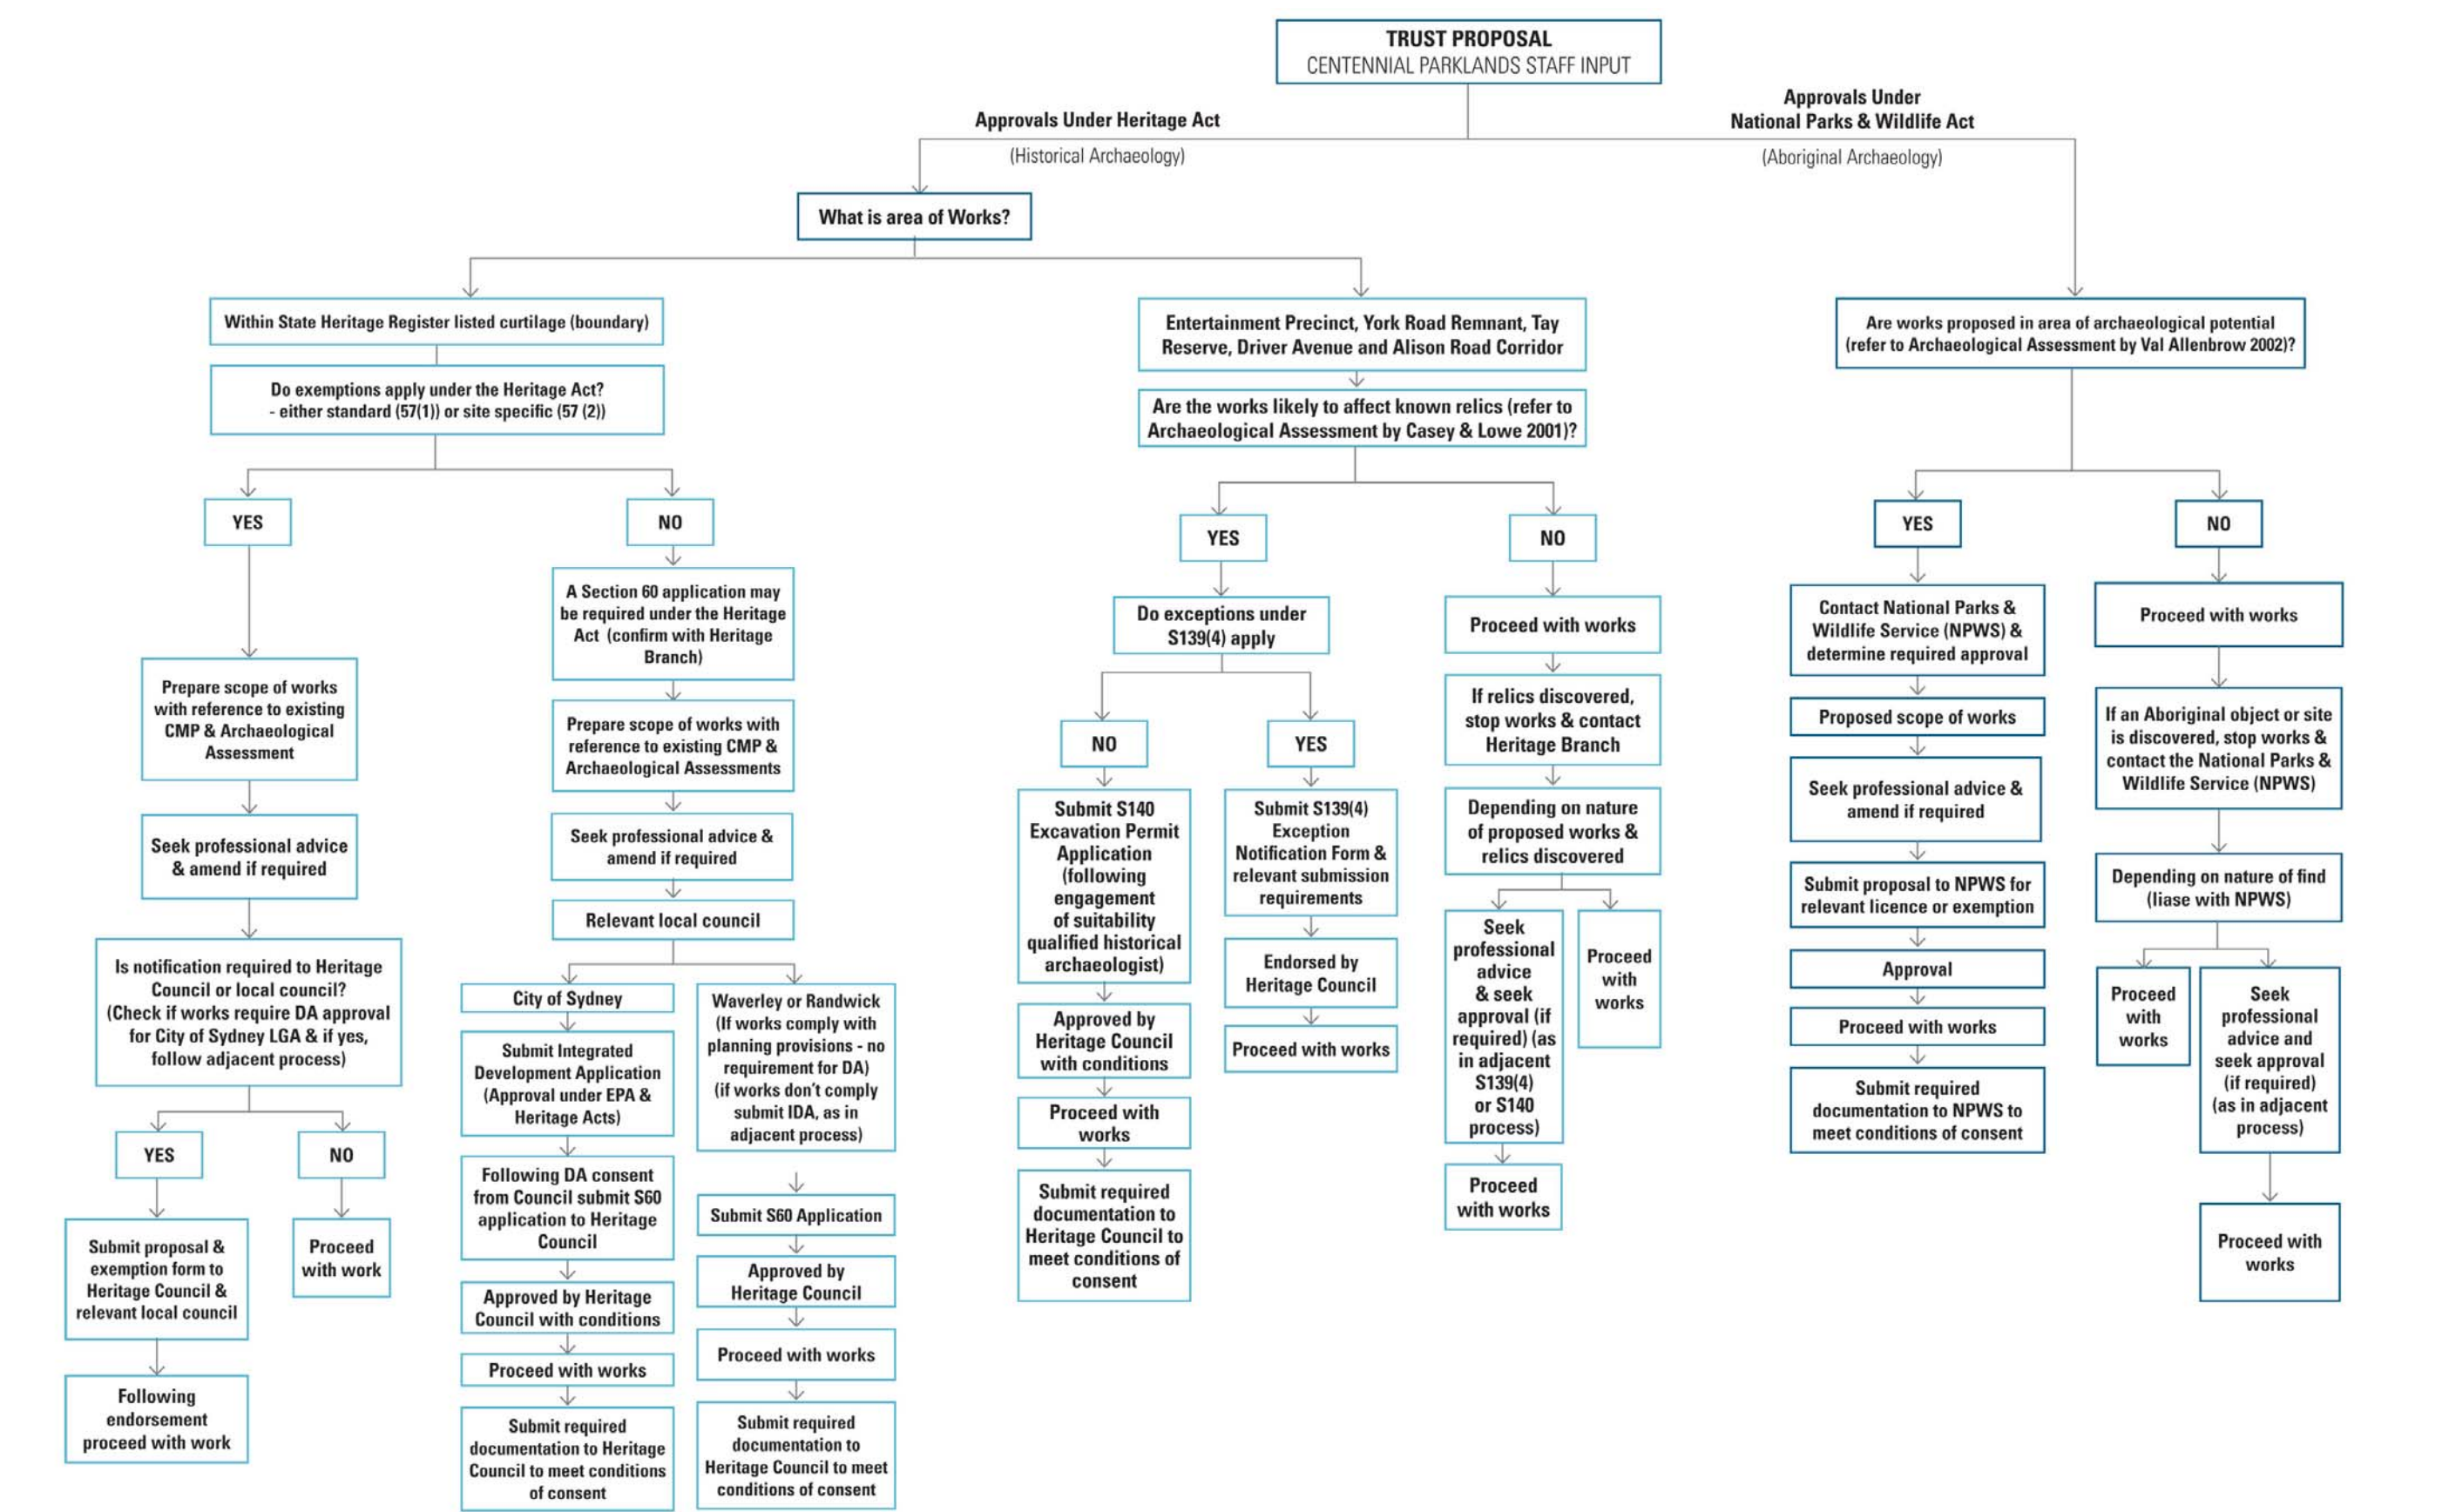 TRUST PROPOSAL
CENTENNIAL PARKLANDS STAFF INPUT
Approvals Under Heritage Act
(Historical Archaeology)
Approvals Under
National Parks & Wildlife Act
(Aboriginal Archaeology)
What is area of Works?
Within State Heritage Register listed curtilage (boundary)
Do exemptions apply under the Heritage Act?
- either standard (57(1)) or site specific (57 (2))
YES
Prepare scope of works
with reference to existing
CMP & Archaeological
Assessment
Seek professional advice
& amend if required
Is notification required to Heritage
Council or local council?
(Check if works require DA approval
for City of Sydney LGA & if yes,
follow adjacent process)
YES
Submit proposal &
exemption form to
Heritage Council &
relevant local council
Following
endorsement
proceed with work
NO
Proceed
with work
NO
A Section 60 application may
be required under the Heritage
Act (confirm with Heritage
Branch)
Prepare scope of works with
reference to existing CMP &
Archaeological Assessments
Seek professional advice &
amend if required
Relevant local council
City of Sydney
Submit Integrated
Development Application
(Approval under EPA &
Heritage Acts)
Following DA consent
from Council submit S60
application to Heritage
Council
Approved by Heritage
Council with conditions
Proceed with works
Submit required
documentation to Heritage
Council to meet conditions
of consent
Waverley or Randwick
(If works comply with
planning provisions - no
requirement for DA)
(if works don't comply
submit IDA, as in
adjacent process)
Submit S60 Application
Approved by
Heritage Council
Proceed with works
Submit required
documentation to
Heritage Council to meet
conditions of consent
Entertainment Precinct, York Road Remnant, Tay
Reserve, Driver Avenue and Alison Road Corridor
Are the works likely to affect known relics (refer to
Archaeological Assessment by Casey & Lowe 2001)?
YES
Do exceptions under
S139(4) apply
NO
Submit S140
Excavation Permit
Application
(following
engagement
of suitability
qualified historical
archaeologist)
Approved by
Heritage Council
with conditions
Proceed with
works
Submit required
documentation to
Heritage Council to
meet conditions of
consent
YES
Submit S139(4)
Exception
Notification Form &
relevant submission
requirements
Endorsed by
Heritage Council
Proceed with works
NO
Proceed with works
If relics discovered,
stop works & contact
Heritage Branch
Depending on nature
of proposed works &
relics discovered
Seek
professional
advice
& seek
approval (if
required) (as
in adjacent
S139(4)
or S140
process)
Proceed
with works
Proceed
with
works
Are works proposed in area of archaeological potential
(refer to Archaeological Assessment by Val Allenbrow 2002)?
YES
Contact National Parks &
Wildlife Service (NPWS) &
determine required approval
Proposed scope of works
Seek professional advice &
amend if required
Submit proposal to NPWS for
relevant licence or exemption
Approval
Proceed with works
Submit required
documentation to NPWS to
meet conditions of consent
NO
Proceed with works
If an Aboriginal object or site
is discovered, stop works &
contact the National Parks &
Wildlife Service (NPWS)
Depending on nature of find
(liase with NPWS)
Proceed
with
works
Seek
professional
advice and
seek approval
(if required)
(as in adjacent
process)
Proceed with
works